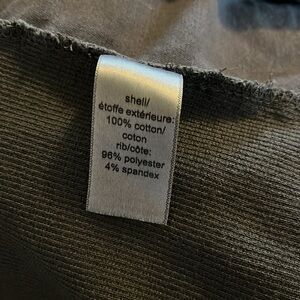 shell/
étoffe extérieure:
100% cotton/
coton
rib/côte:
96% polyester
4% spandex